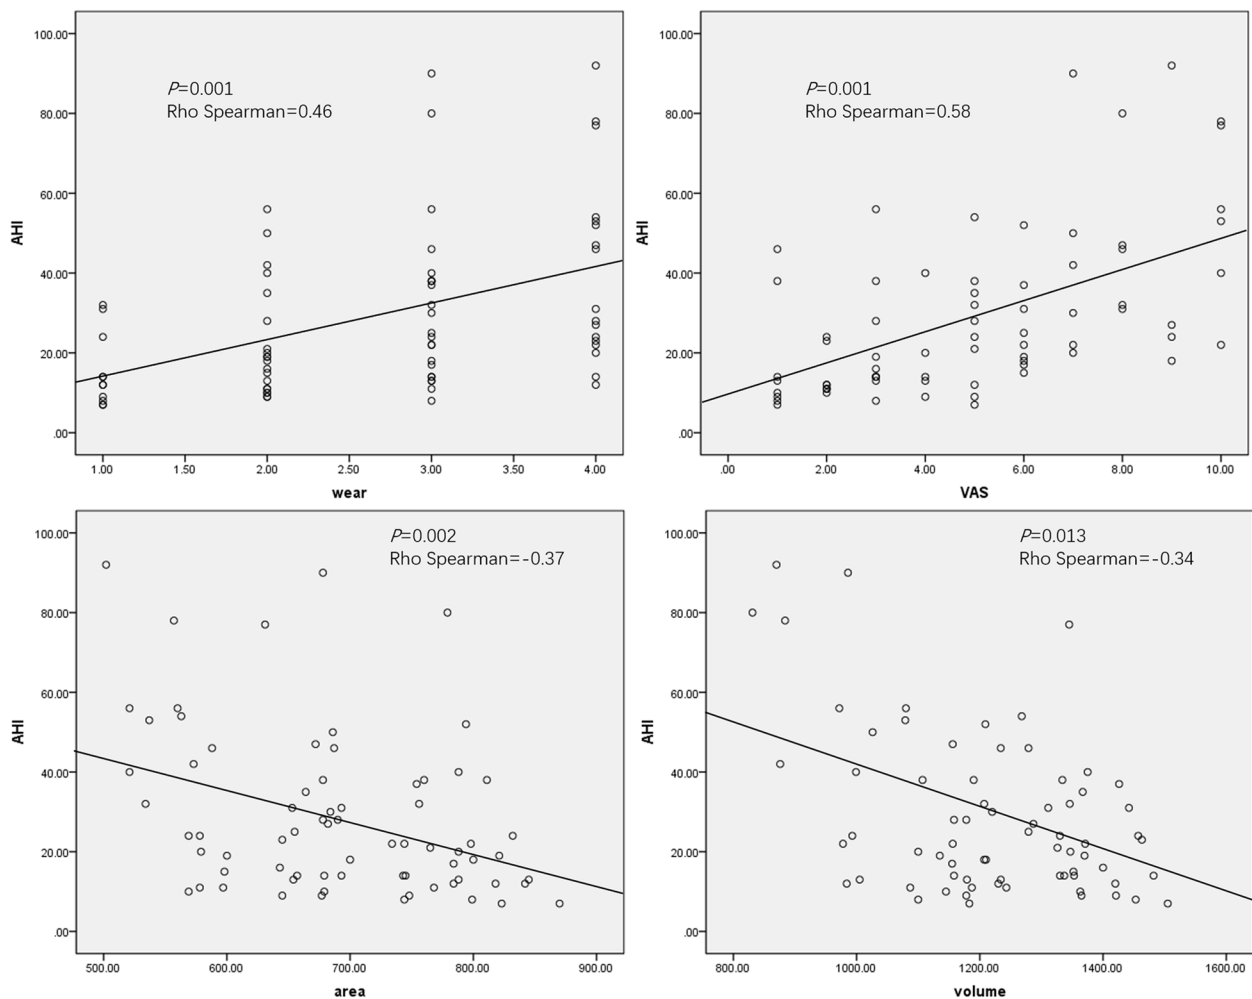 100.00
80.00
60.00
40.00
20.00
.00
AHI
P=0.001
Rho Spearman=0.46
1.00 1.50 2.00 2.50 3.00 3.50 4.00
wear
100.00
80.00
60.00
40.00
20.00
.00
AHI
P=0.001
Rho Spearman=0.58
.00 2.00 4.00 6.00 8.00 10.00
VAS
100.00
80.00
60.00
40.00
20.00
.00
AHI
P=0.002
Rho Spearman=-0.37
500.00 600.00 700.00 800.00 900.00
area
100.00
80.00
60.00
40.00
20.00
.00
AHI
P=0.013
Rho Spearman=-0.34
800.00 1000.00 1200.00 1400.00 1600.00
volume